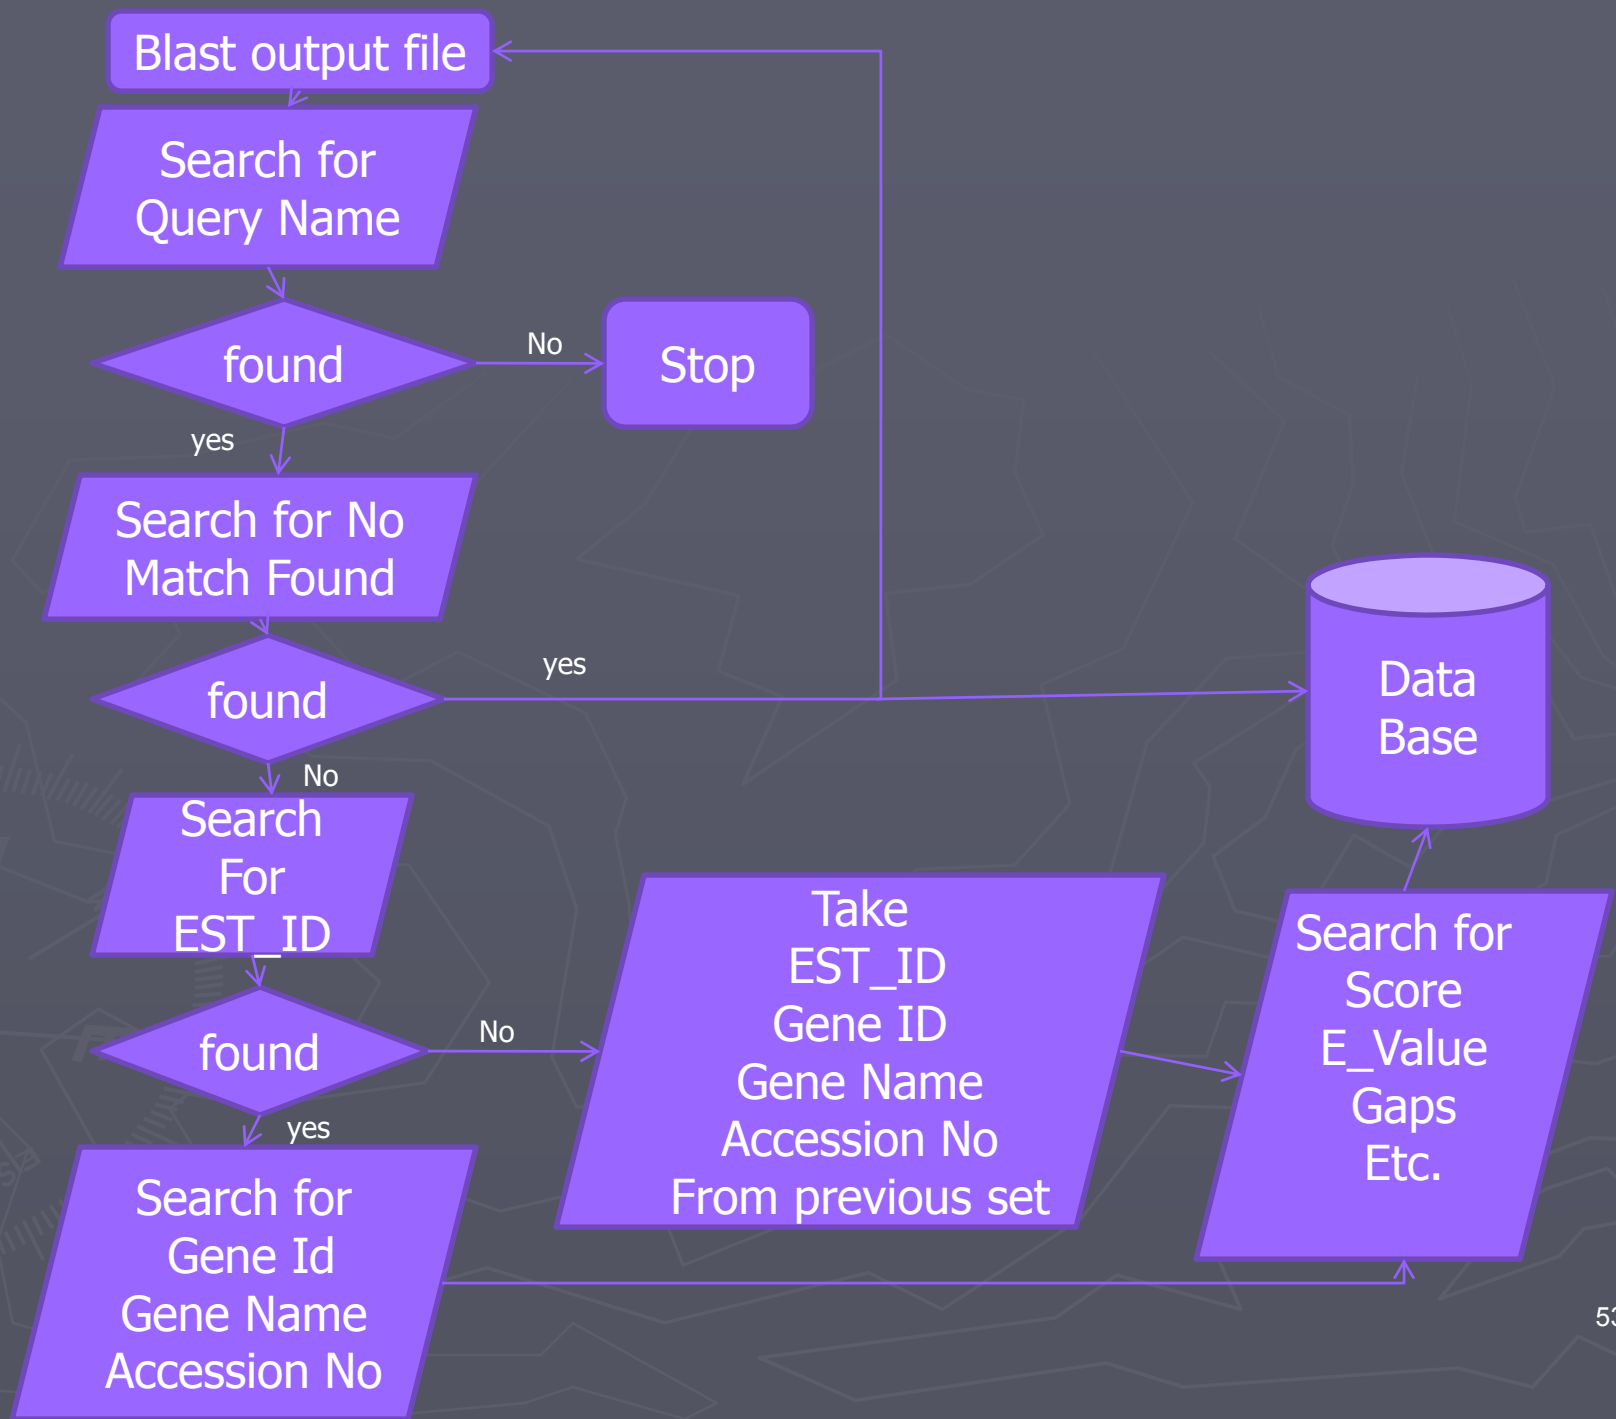 Blast output file
Search for
Query Name
found
No
Stop
yes
Search for No
Match Found
found
yes
Data
Base
No
Search
For
EST_ID
found
No
Take
EST_ID
Gene ID
Gene Name
Accession No
From previous set
Search for
Score
E_Value
Gaps
Etc.
yes
Search for
Gene Id
Gene Name
Accession No
53